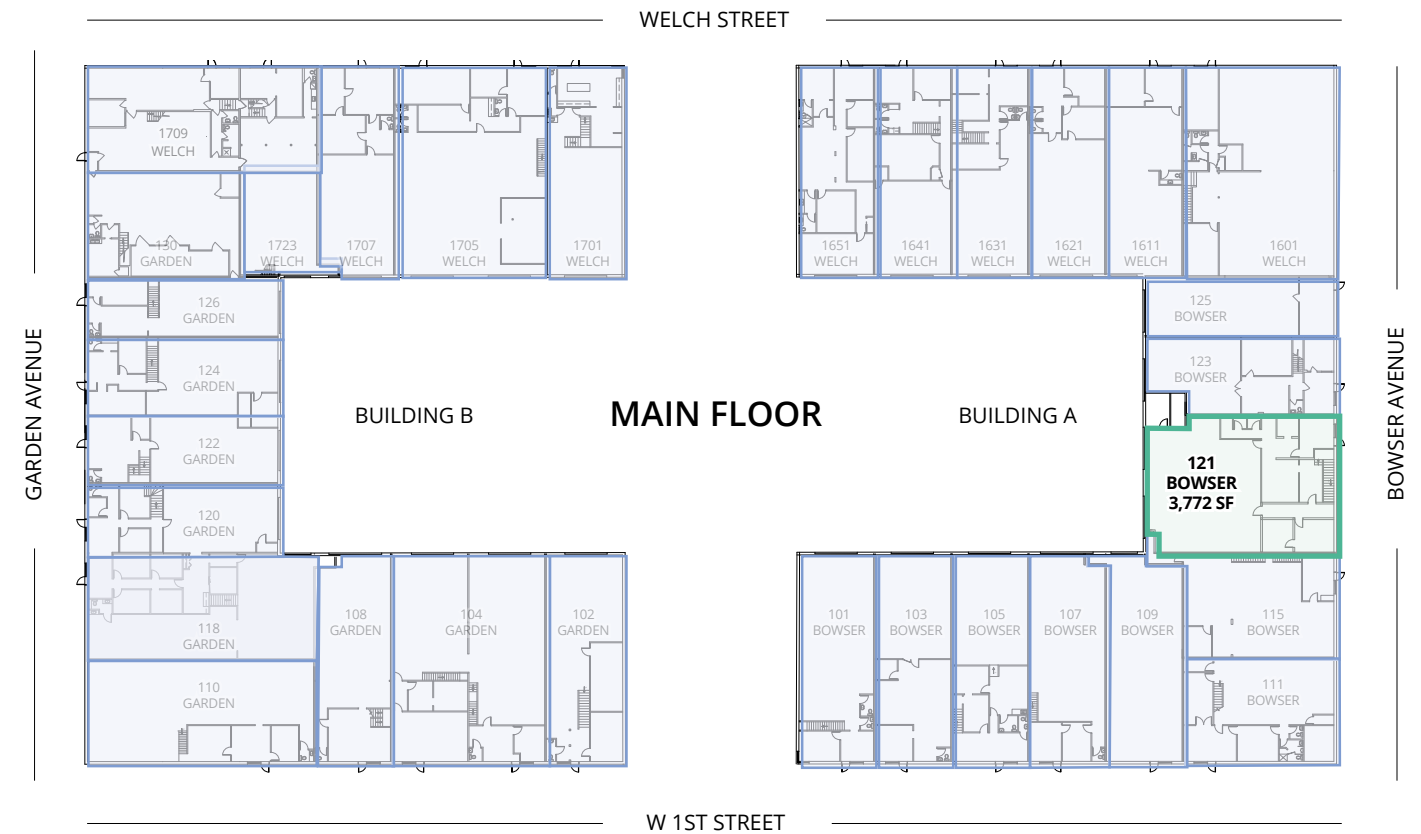 WELCH STREET
GARDEN AVENUE
BOWSER AVENUE
1709
WELCH
130
GARDEN
1723
WELCH
1707
WELCH
1705
WELCH
1701
WELCH
1651
WELCH
1641
WELCH
1631
WELCH
1621
WELCH
1611
WELCH
1601
WELCH
126
GARDEN
124
GARDEN
122
GARDEN
120
GARDEN
BUILDING B
MAIN FLOOR
BUILDING A
125
BOWSER
123
BOWSER
121
BOWSER
3,772 SF
118
GARDEN
110
GARDEN
108
GARDEN
104
GARDEN
102
GARDEN
101
BOWSER
103
BOWSER
105
BOWSER
107
BOWSER
109
BOWSER
115
BOWSER
111
BOWSER
W 1ST STREET